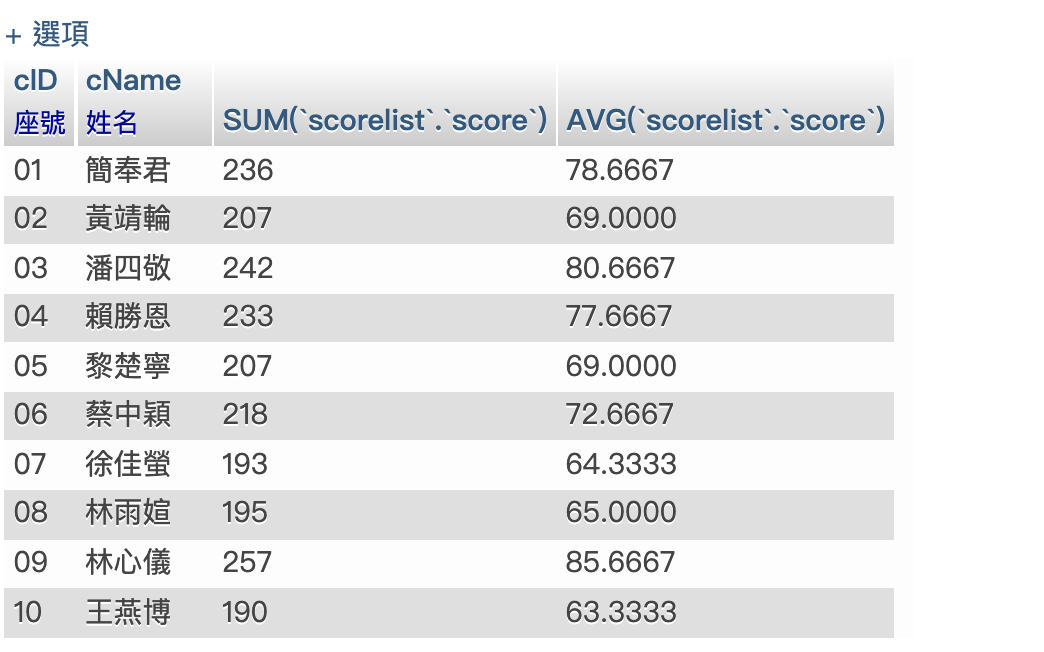 + 選項
cID cName
座號 姓名 SUM(`scorelist`.`score`) AVG(`scorelist`.`score`)
01 簡奉君 236 78.6667
02 黃靖輪 207 69.0000
03 潘四敬 242 80.6667
04 賴勝恩 233 77.6667
05 黎楚寧 207 69.0000
06 蔡中穎 218 72.6667
07 徐佳螢 193 64.3333
08 林雨媗 195 65.0000
09 林心儀 257 85.6667
10 王燕博 190 63.3333